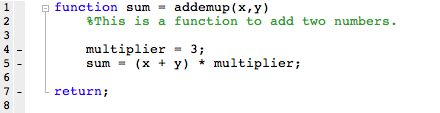 1 function sum = addemup(x,y)
2 %This is a function to add two numbers.
3
4 - multiplier = 3;
5 - sum = (x + y) * multiplier;
6
7 - return;
8